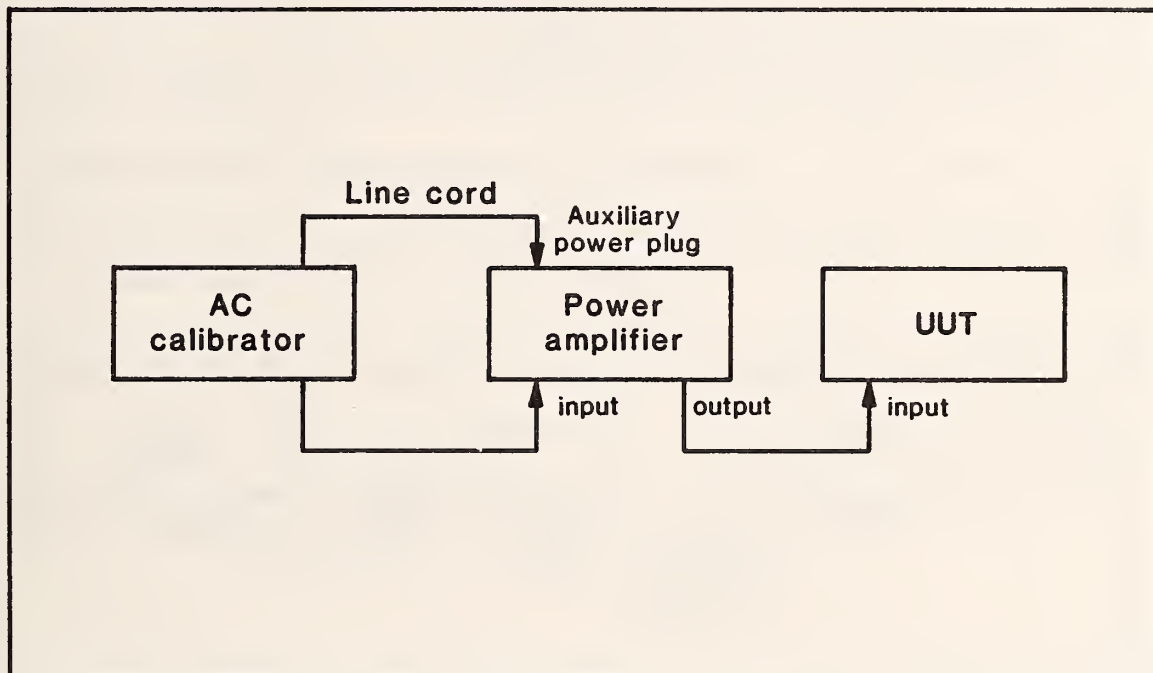 Line cord
Auxiliary
power plug
AC
calibrator
Power
amplifier
UUT
input
output
input